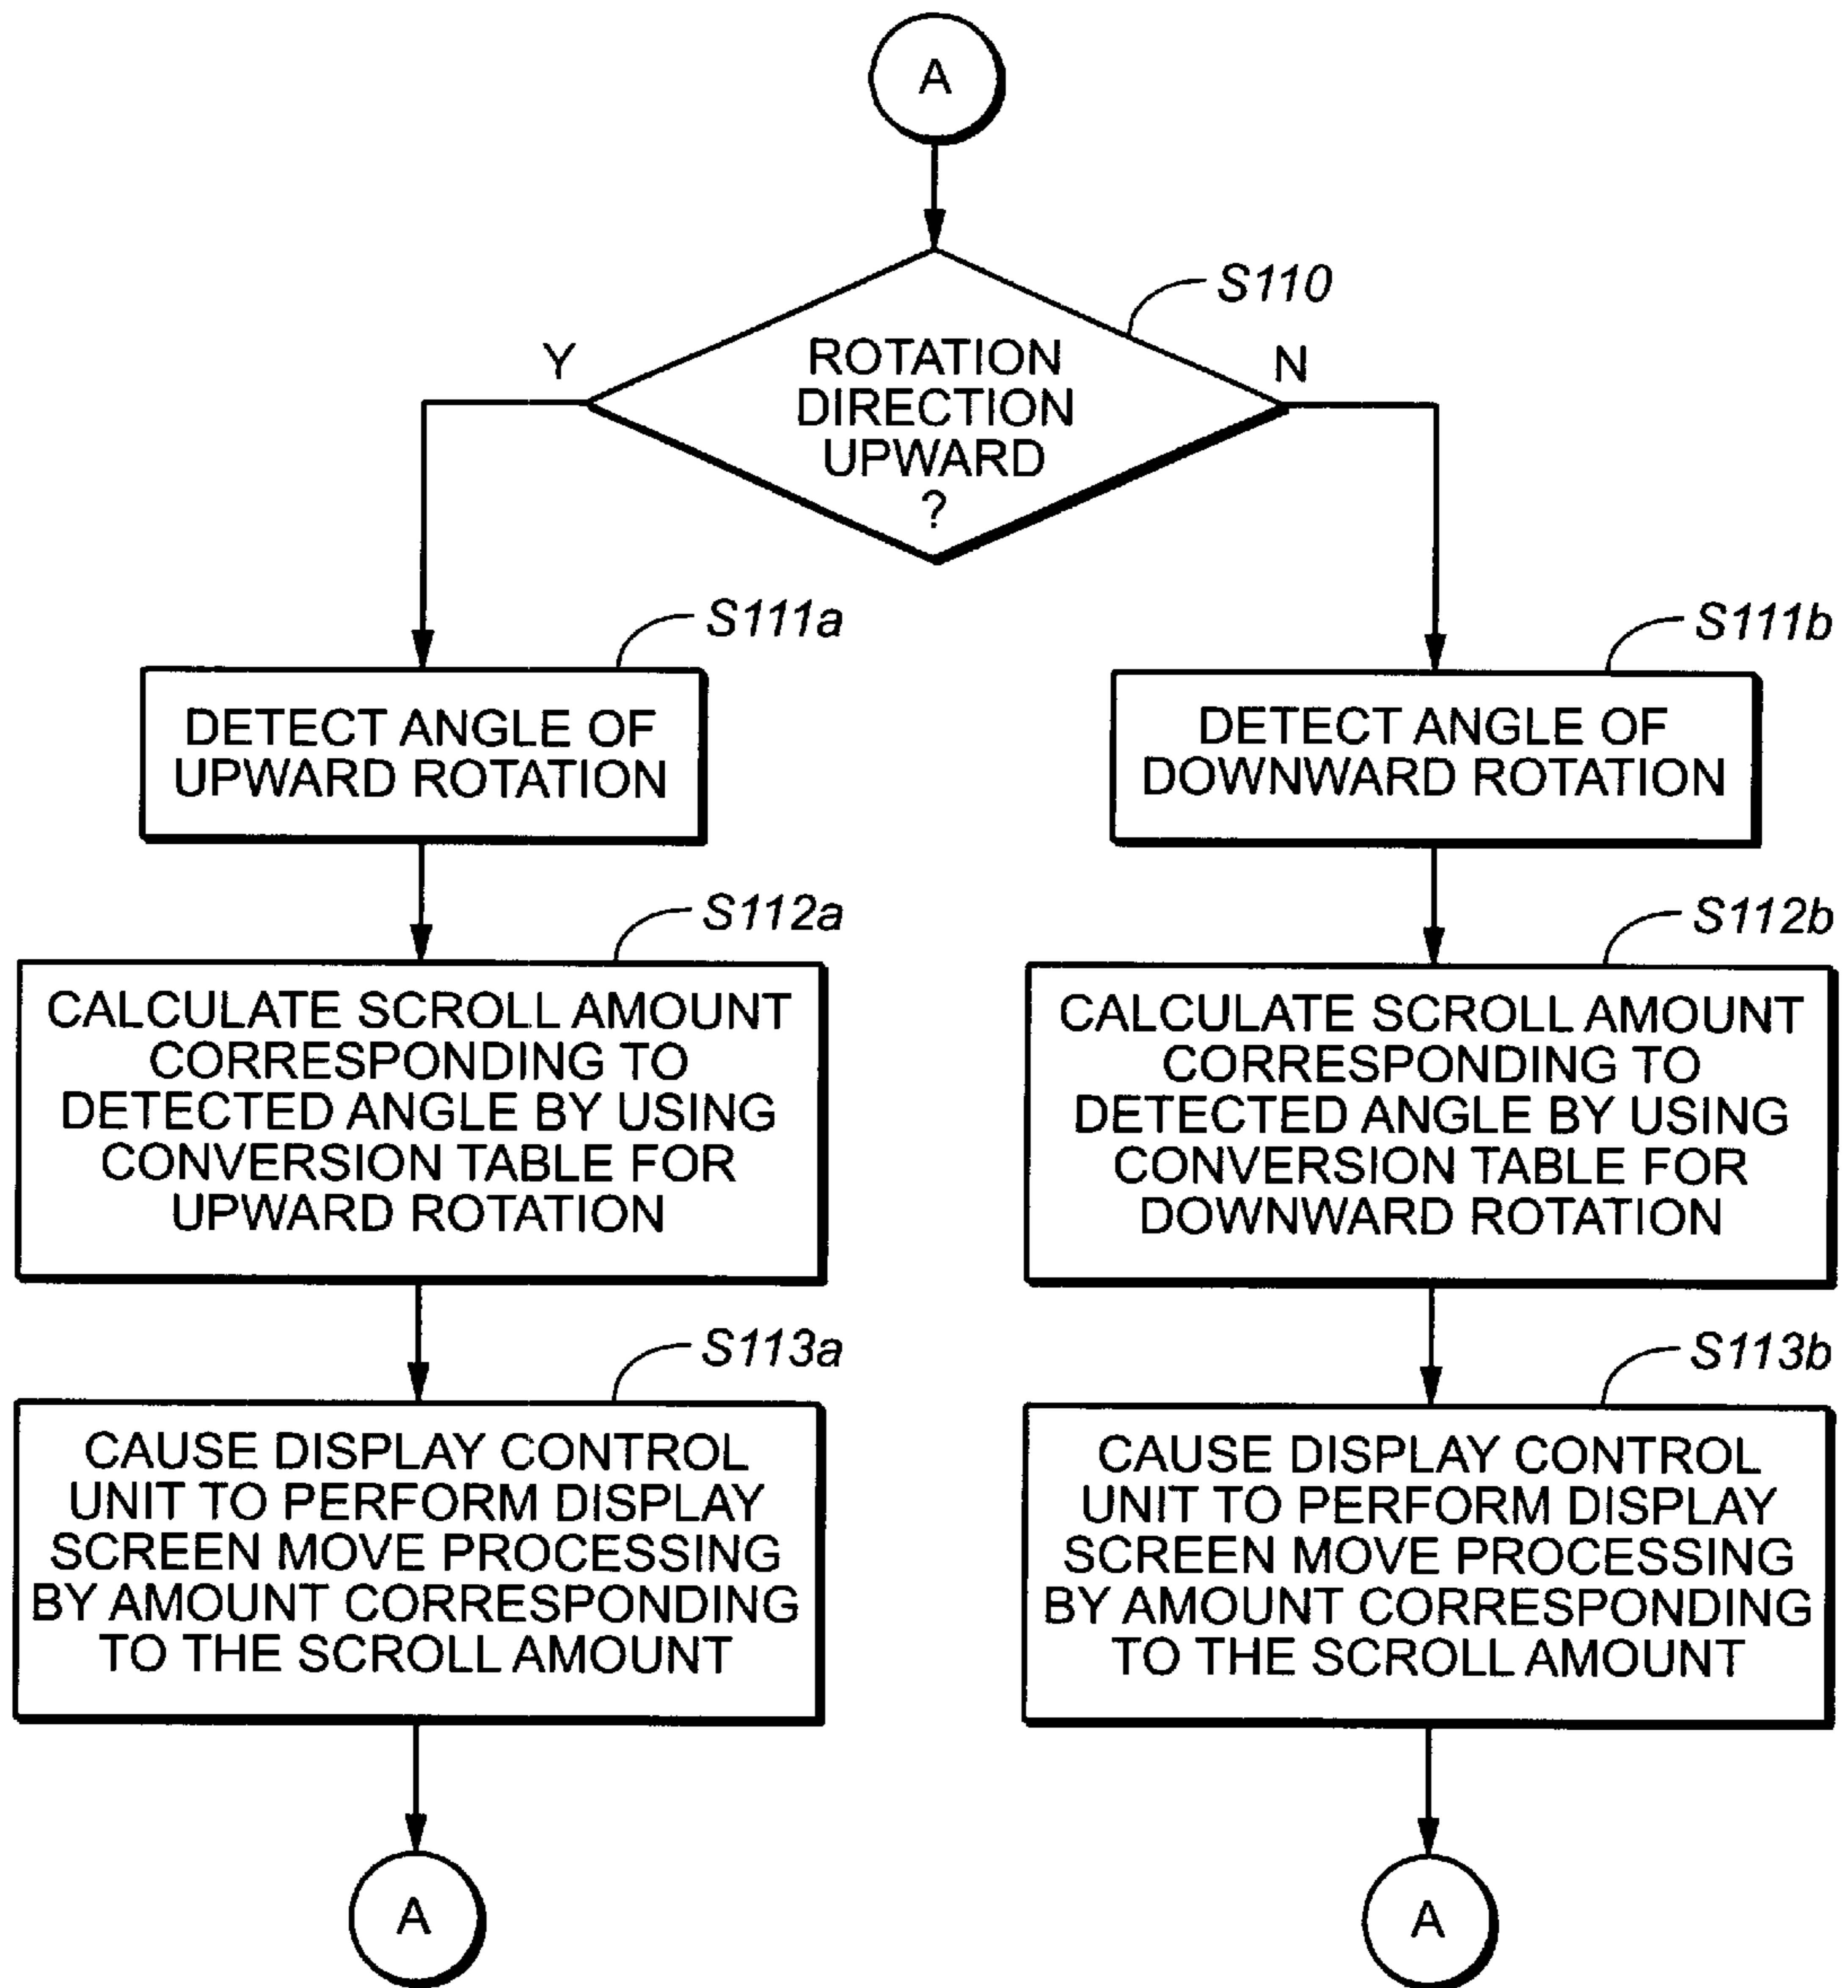 A
S110
Y
N
ROTATION
DIRECTION
UPWARD
?
S111a
DETECT ANGLE OF
UPWARD ROTATION
S112a
CALCULATE SCROLL AMOUNT
CORRESPONDING TO
DETECTED ANGLE BY USING
CONVERSION TABLE FOR
UPWARD ROTATION
S113a
CAUSE DISPLAY CONTROL
UNIT TO PERFORM DISPLAY
SCREEN MOVE PROCESSING
BY AMOUNT CORRESPONDING
TO THE SCROLL AMOUNT
A
S111b
DETECT ANGLE OF
DOWNWARD ROTATION
S112b
CALCULATE SCROLL AMOUNT
CORRESPONDING TO
DETECTED ANGLE BY USING
CONVERSION TABLE FOR
DOWNWARD ROTATION
S113b
CAUSE DISPLAY CONTROL
UNIT TO PERFORM DISPLAY
SCREEN MOVE PROCESSING
BY AMOUNT CORRESPONDING
TO THE SCROLL AMOUNT
A